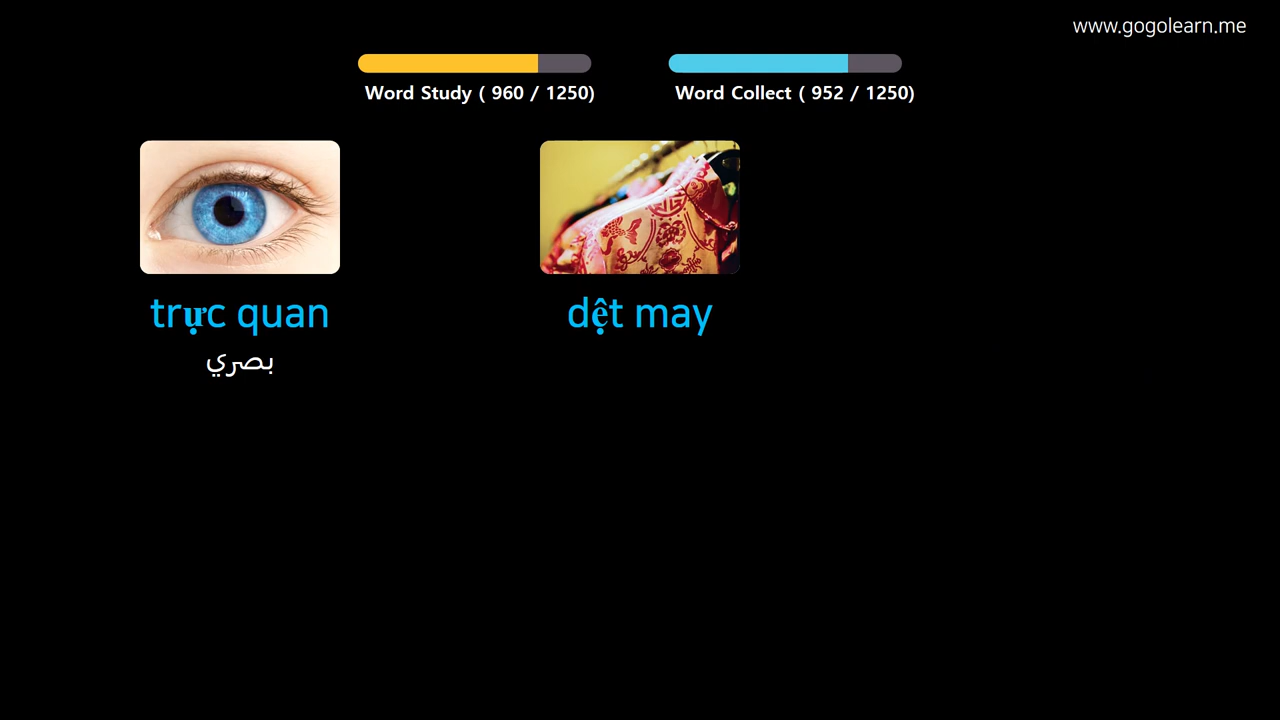 www.gogolearn.me
Word Study ( 960 / 1250)
Word Collect ( 952 / 1250)
trực quan
بصري
dệt may